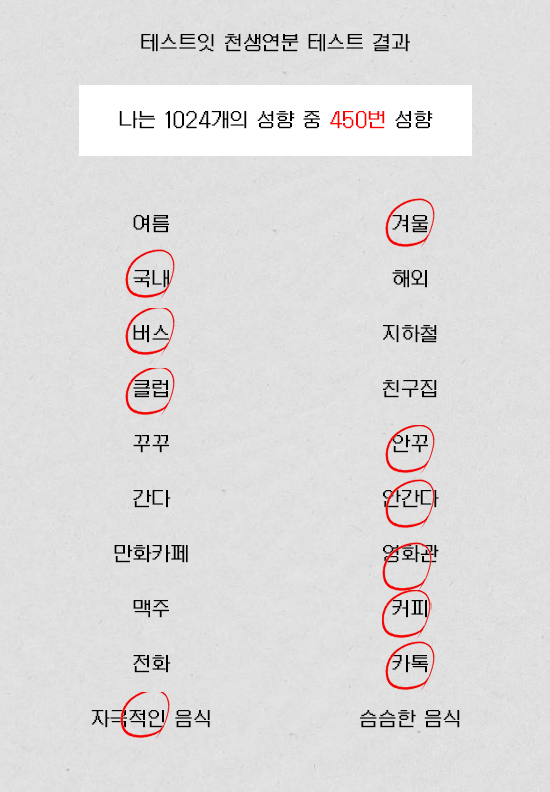 테스트잇 천생연분 테스트 결과
나는 1024개의 성향 중 450번 성향
여름 겨울
국내 해외
버스 지하철
클럽 친구집
꾸꾸 안꾸
간다 안간다
만화카페 영화관
맥주 커피
전화 카톡
자극적인 음식 슴슴한 음식